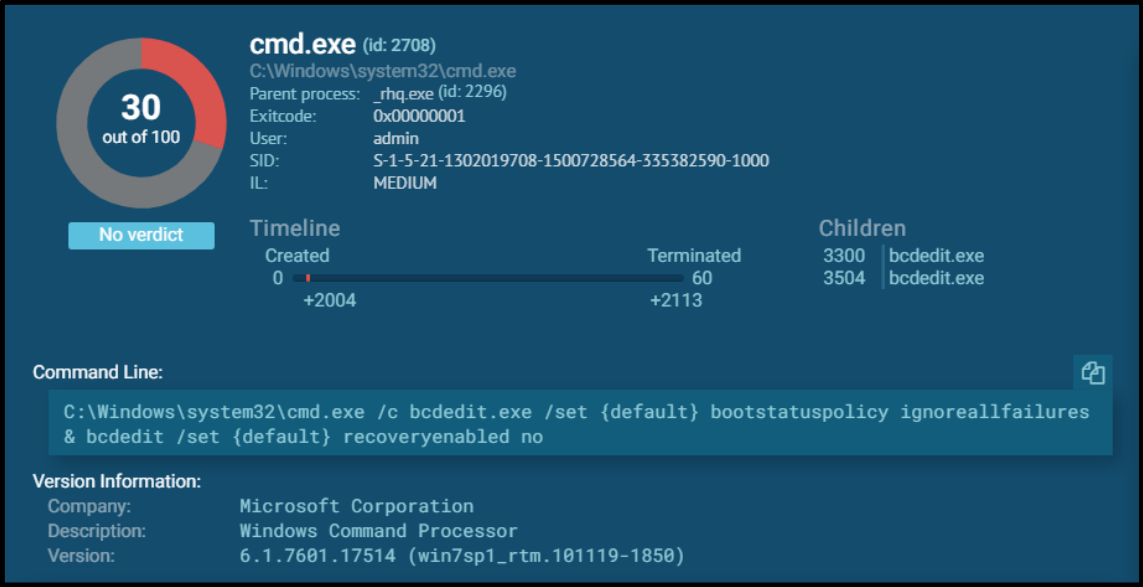 cmd.exe (id: 2708)
C:\Windows\system32\cmd.exe
Parent process: _rhq.exe (id: 2296)
Exitcode: 0x00000001
User: admin
SID: S-1-5-21-1302019708-1500728564-335382590-1000
IL: MEDIUM
30
out of 100
No verdict
Timeline
Created Terminated
0 60
+2004 +2113
Children
3300 bcdedit.exe
3504 bcdedit.exe
Command Line:
C:\Windows\system32\cmd.exe /c bcdedit.exe /set {default} bootstatuspolicy ignoreallfailures
& bcdedit /set {default} recoveryenabled no
Version Information:
Company: Microsoft Corporation
Description: Windows Command Processor
Version: 6.1.7601.17514 (win7sp1_rtm.101119-1850)